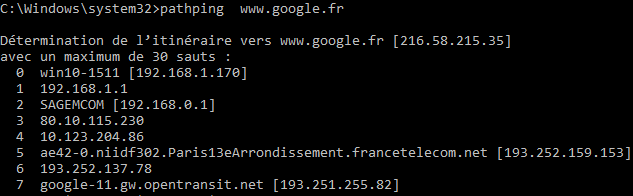 C:\Windows\system32>pathping  www.google.fr
Détermination de l’itinéraire vers www.google.fr [216.58.215.35]
avec un maximum de 30 sauts :
  0  win10-1511 [192.168.1.170]
  1  192.168.1.1
  2  SAGEMCOM [192.168.0.1]
  3  80.10.115.230
  4  10.123.204.86
  5  ae42-0.niidf302.Paris13eArrondissement.francetelecom.net [193.252.159.153]
  6  193.252.137.78
  7  google-11.gw.opentransit.net [193.251.255.82]